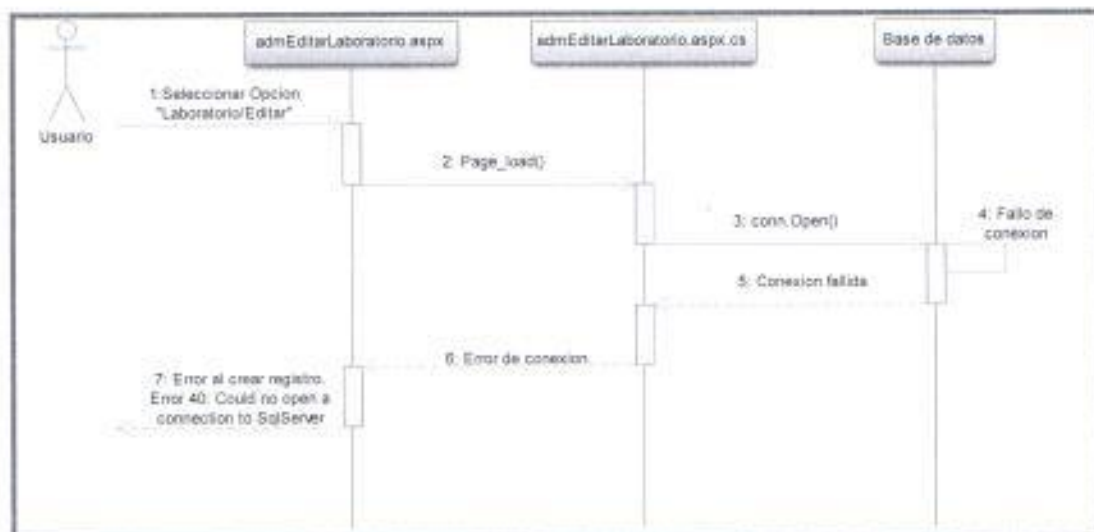 admEditarLaboratorio.aspx
admEditarLaboratorio.aspx.cs
Base de datos
Usuario
1:Seleccionar Opcion
"Laboratorio/Editar"
2: Page_load()
3: conn.Open()
4: Fallo de
conexion
5: Conexion fallida
6: Error de conexion.
7: Error al crear registro.
Error 40: Could no open a
connection to SqlServer